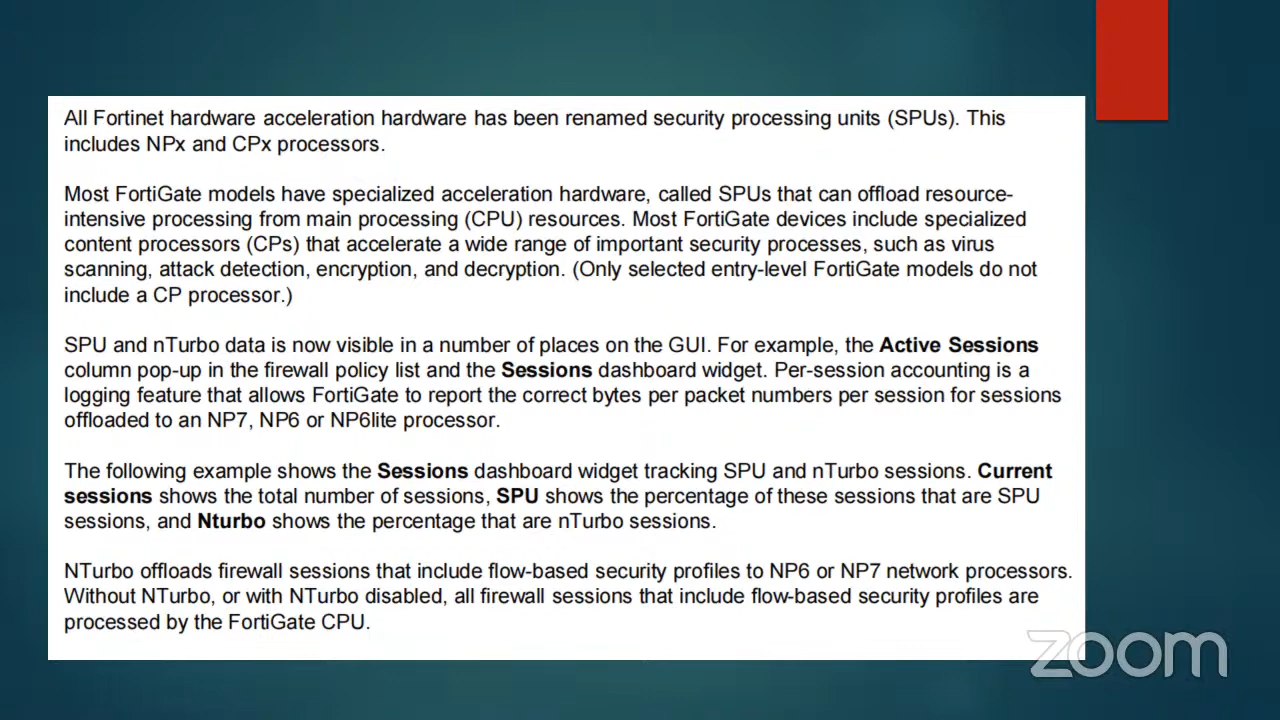 All Fortinet hardware acceleration hardware has been renamed security processing units (SPUs). This
includes NPx and CPx processors.
Most FortiGate models have specialized acceleration hardware, called SPUs that can offload resource-
intensive processing from main processing (CPU) resources. Most FortiGate devices include specialized
content processors (CPs) that accelerate a wide range of important security processes, such as virus
scanning, attack detection, encryption, and decryption. (Only selected entry-level FortiGate models do not
include a CP processor.)
SPU and nTurbo data is now visible in a number of places on the GUI. For example, the Active Sessions
column pop-up in the firewall policy list and the Sessions dashboard widget. Per-session accounting is a
logging feature that allows FortiGate to report the correct bytes per packet numbers per session for sessions
offloaded to an NP7, NP6 or NP6lite processor.
The following example shows the Sessions dashboard widget tracking SPU and nTurbo sessions. Current
sessions shows the total number of sessions, SPU shows the percentage of these sessions that are SPU
sessions, and Nturbo shows the percentage that are nTurbo sessions.
NTurbo offloads firewall sessions that include flow-based security profiles to NP6 or NP7 network processors.
Without NTurbo, or with NTurbo disabled, all firewall sessions that include flow-based security profiles are
processed by the FortiGate CPU.
zoom